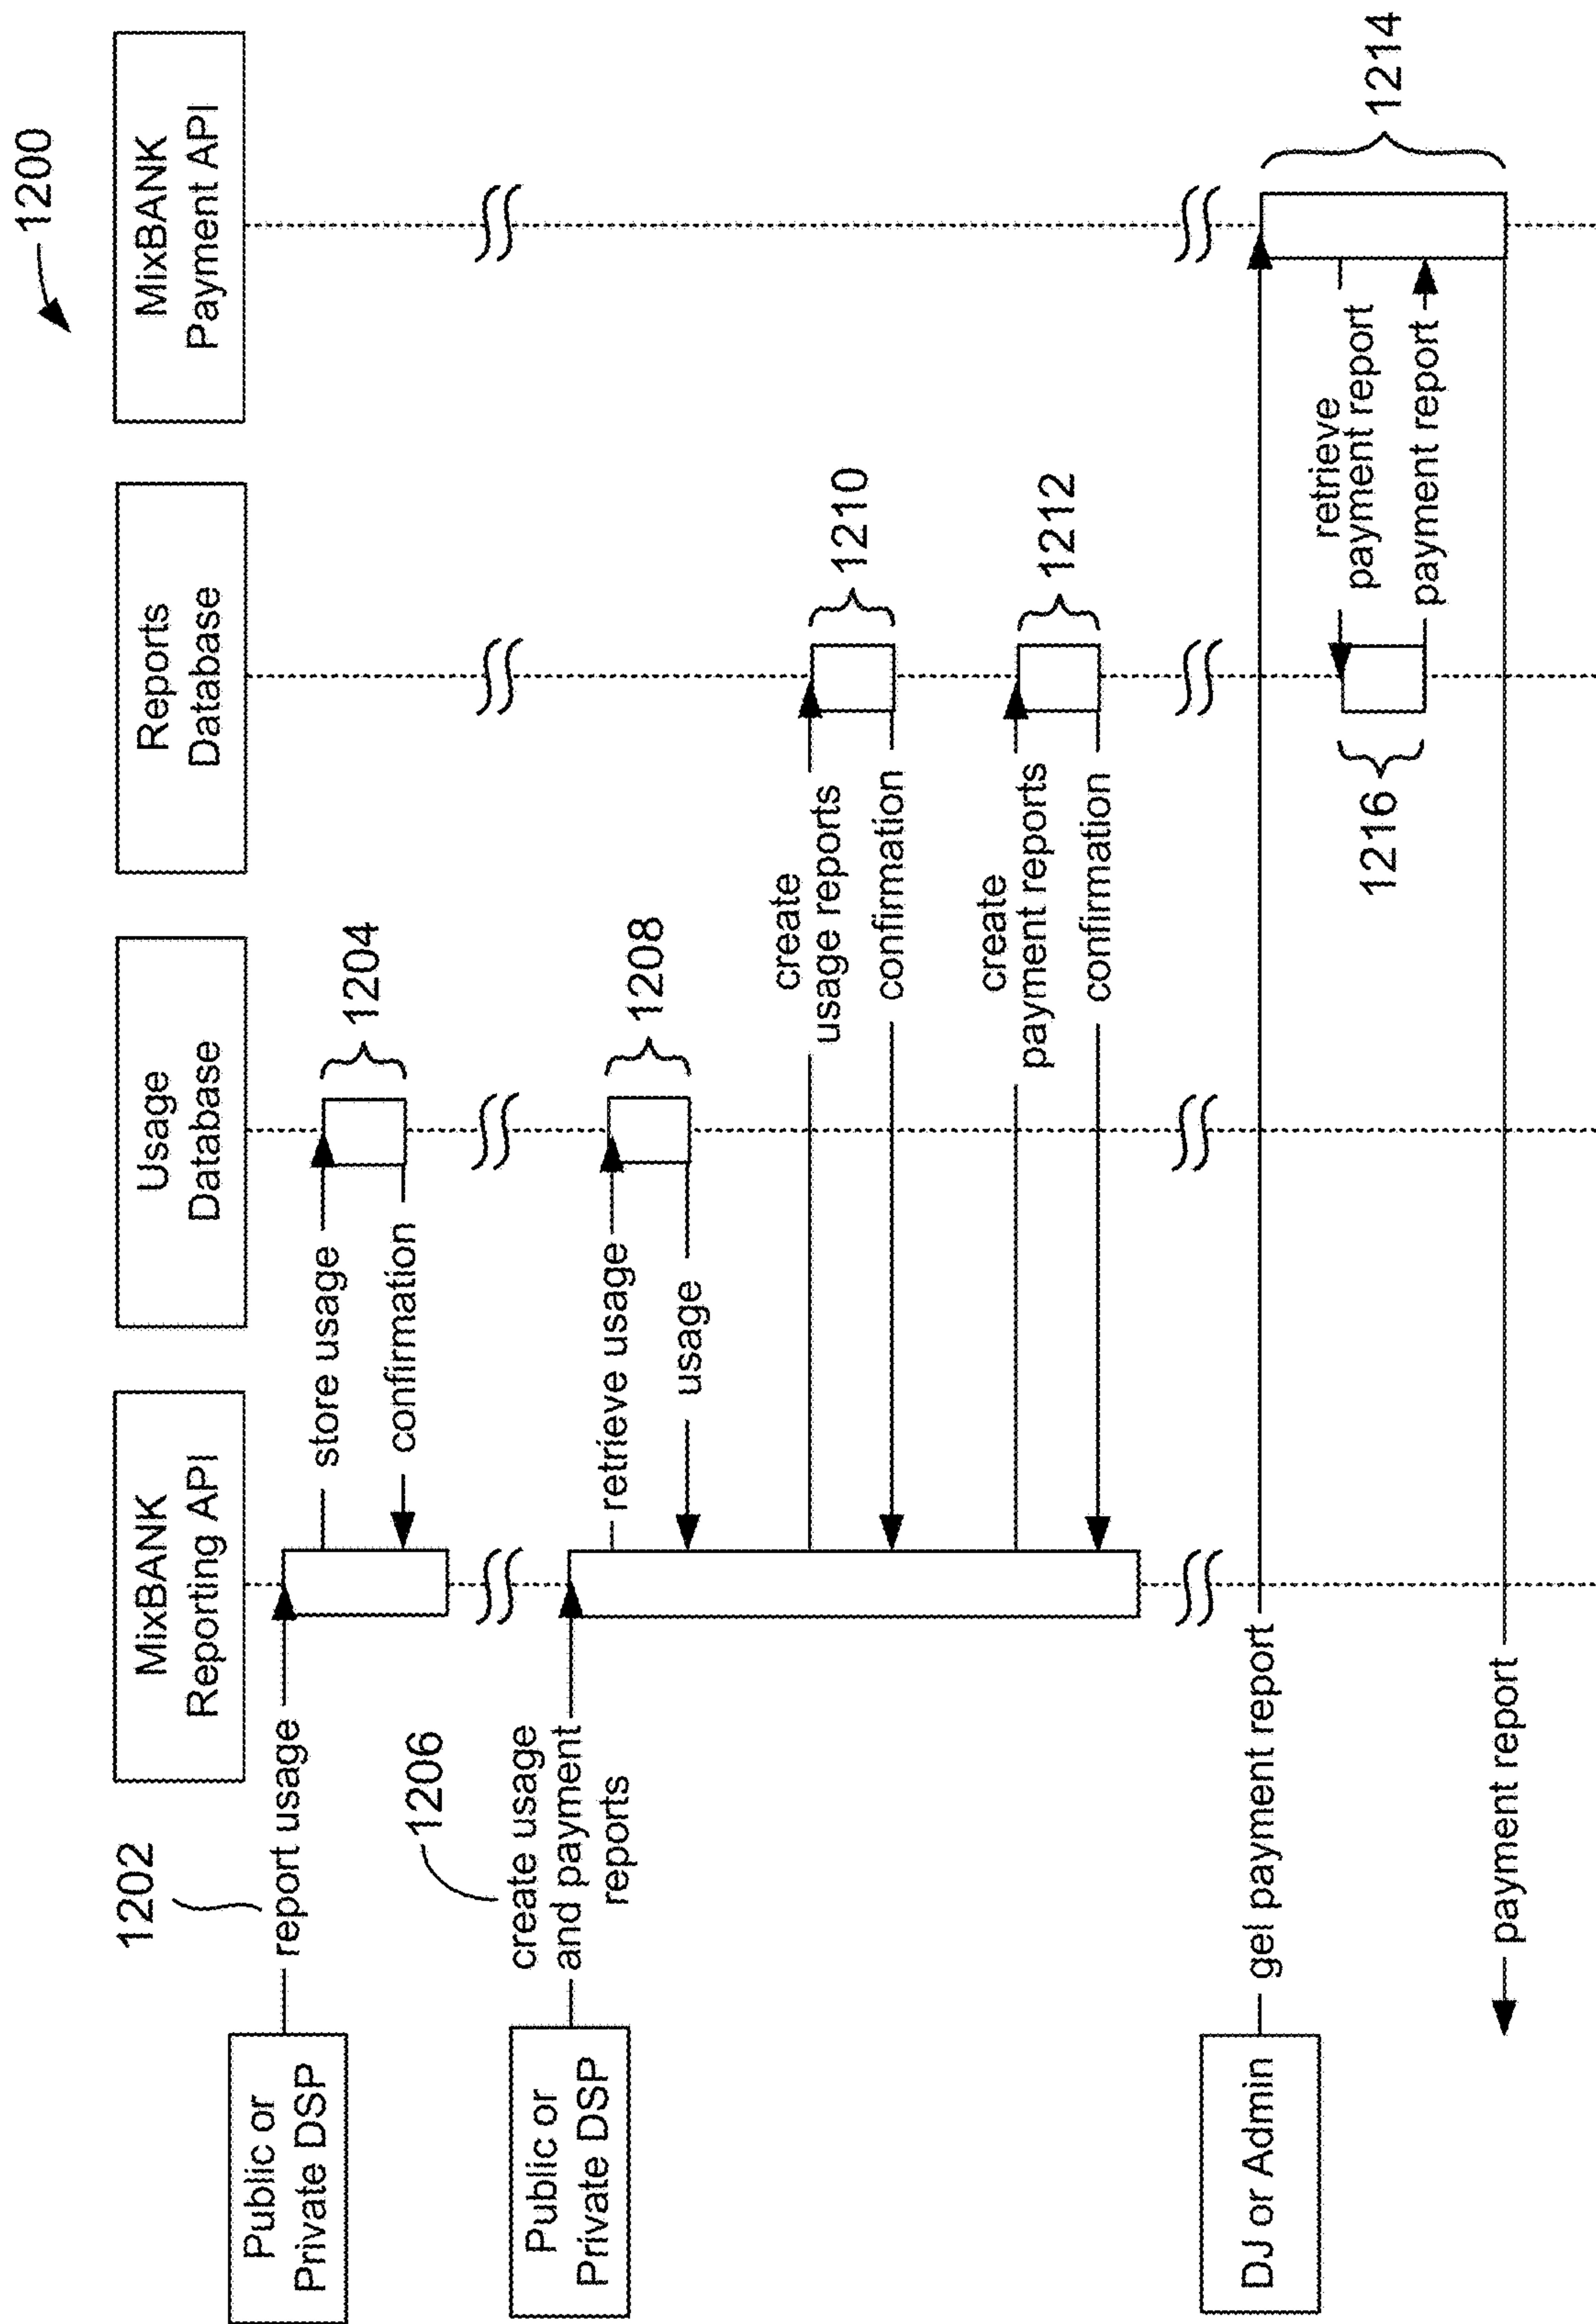 1200
MixBANK
Reporting API
Usage
Database
Reports
Database
MixBANK
Payment API
1202
Public or
Private DSP
report usage
store usage
1204
confirmation
1206
Public or
Private DSP
create usage
and payment
reports
retrieve usage
1208
usage
create
usage reports
1210
confirmation
create
payment reports
1212
confirmation
DJ or Admin
gel payment report
1214
retrieve
payment report
1216
payment report
payment report